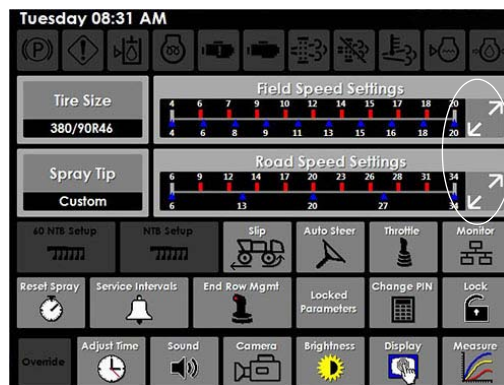 Tuesday 08:31 AM
Tire Size
380/90R46
Field Speed Settings
4 6 7 9 10 12 14 15 17 18 20
4 6 8 9 11 13 15 16 18 20
Spray Tip
Custom
Road Speed Settings
6 9 12 14 17 20 23 26 28 31 34
6 13 20 27 34
60 NTB Setup
NTB Setup
Slip
Auto Steer
Throttle
Monitor
Reset Spray
Service Intervals
End Row Mgmt
Locked
Parameters
Change PIN
Lock
Override
Adjust Time
Sound
Camera
Brightness
Display
Measure